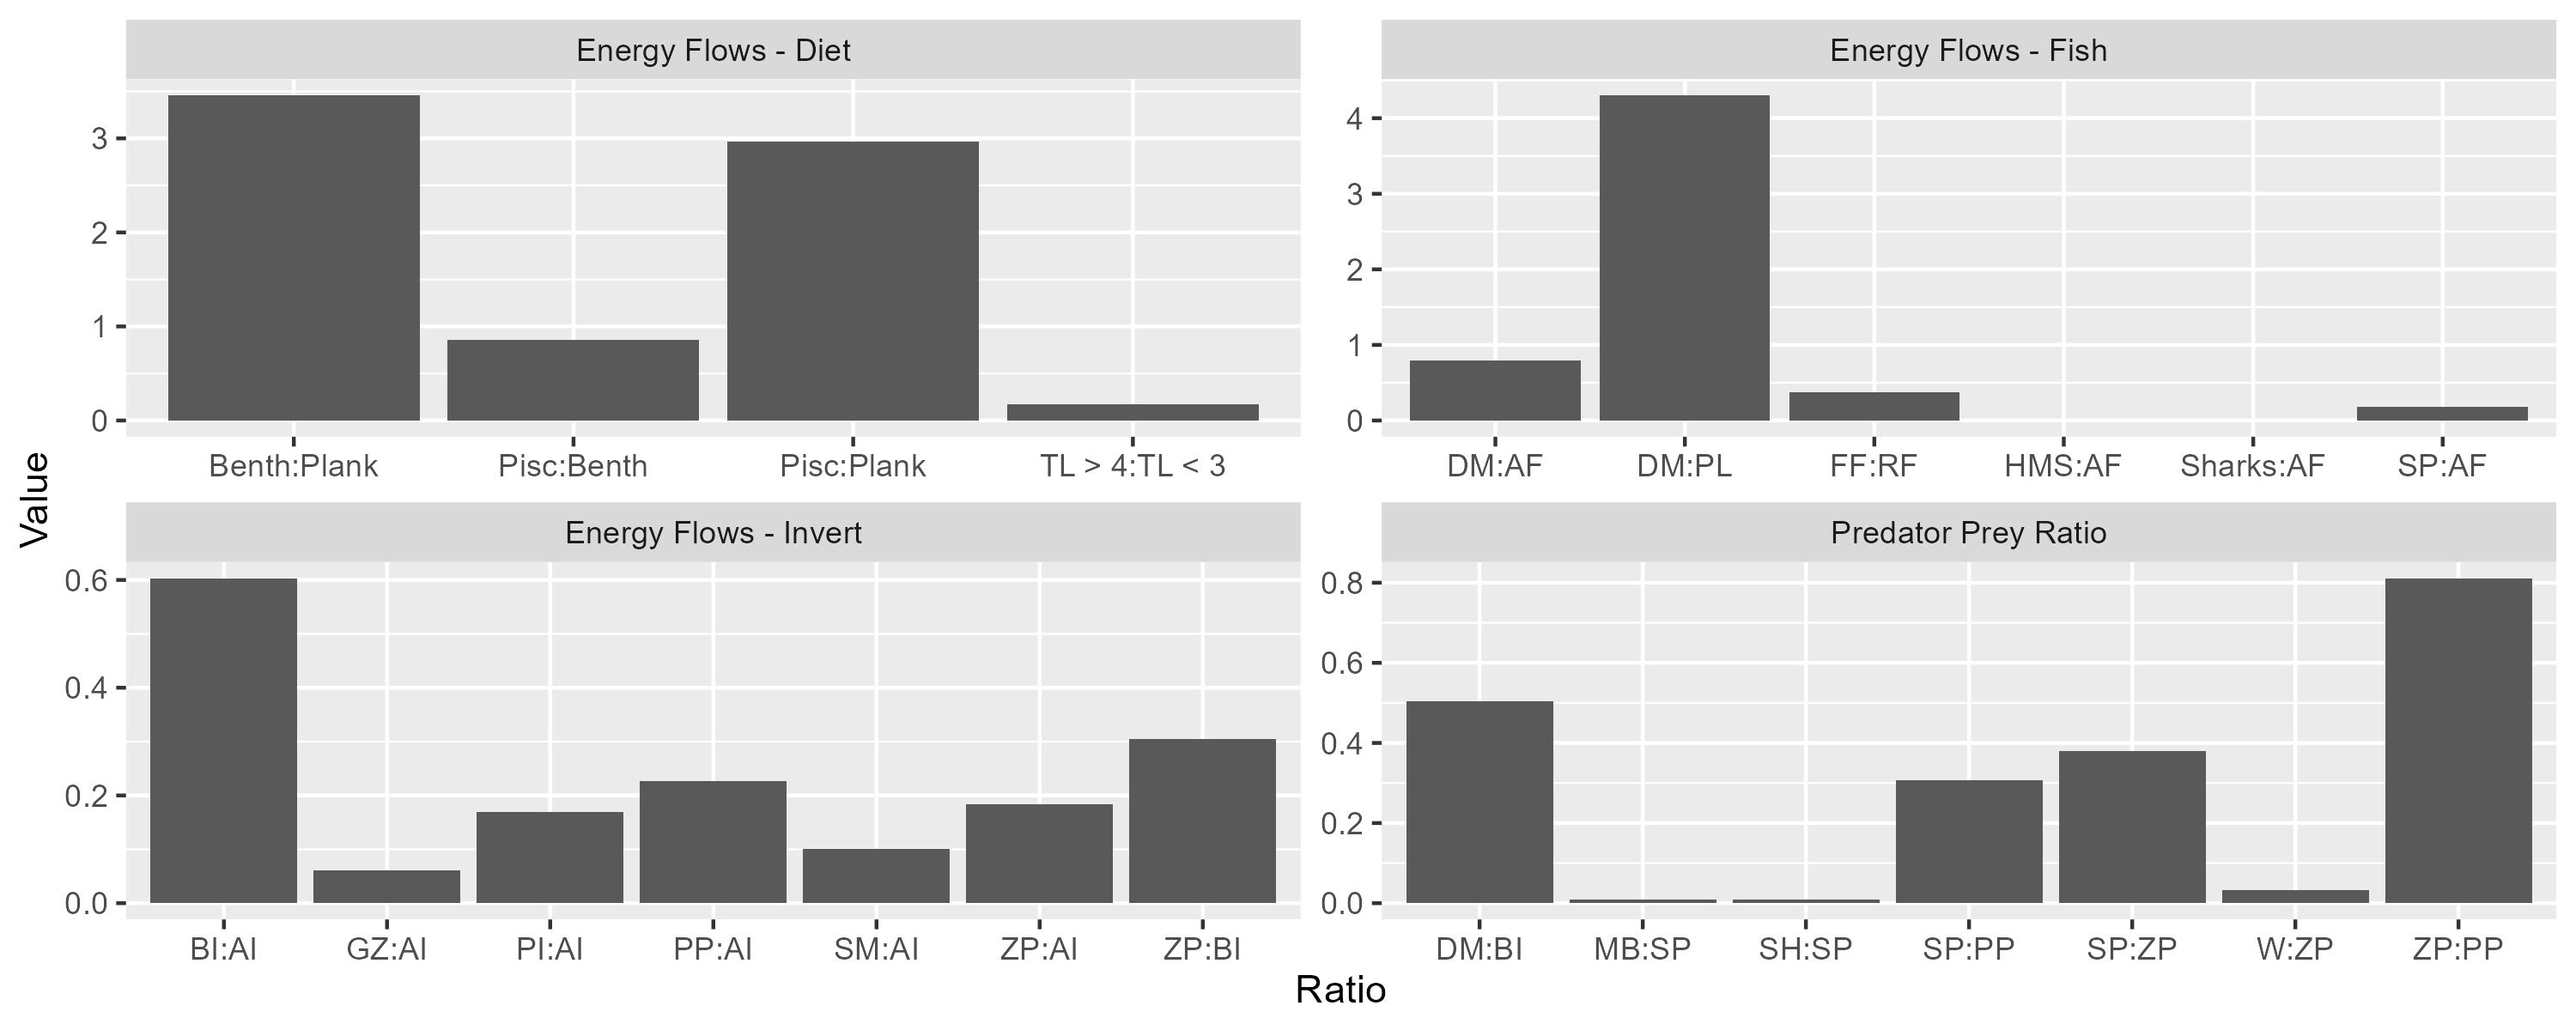 Energy Flows - Diet
3
2
1
0
Benth:Plank Pisc:Benth Pisc:Plank TL > 4:TL < 3
Energy Flows - Fish
4
3
2
1
0
DM:AF DM:PL FF:RF HMS:AF Sharks:AF SP:AF
Value
Energy Flows - Invert
0.6
0.4
0.2
0.0
BI:AI GZ:AI PI:AI PP:AI SM:AI ZP:AI ZP:BI
Predator Prey Ratio
0.8
0.6
0.4
0.2
0.0
DM:BI MB:SP SH:SP SP:PP SP:ZP W:ZP ZP:PP
Ratio